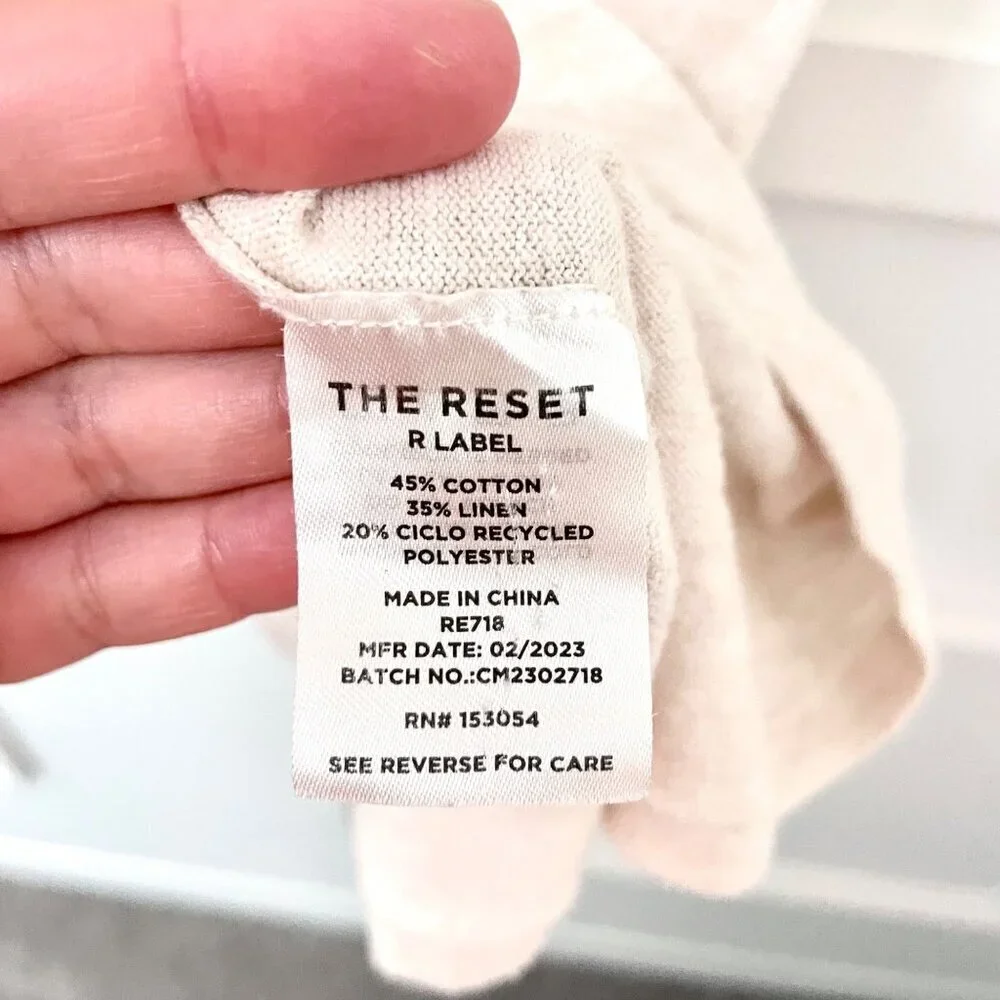 THE RESET
R LABEL
45% COTTON
35% LINEN
20% CICLO RECYCLED
POLYESTER
MADE IN CHINA
RE718
MFR DATE: 02/2023
BATCH NO.:CM2302718
RN# 153054
SEE REVERSE FOR CARE